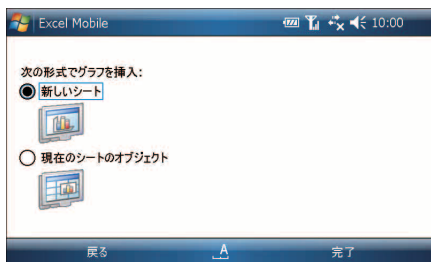 Excel Mobile 10:00
次の形式でグラフを挿入:
新しいシート
現在のシートのオブジェクト
戻る A 完了